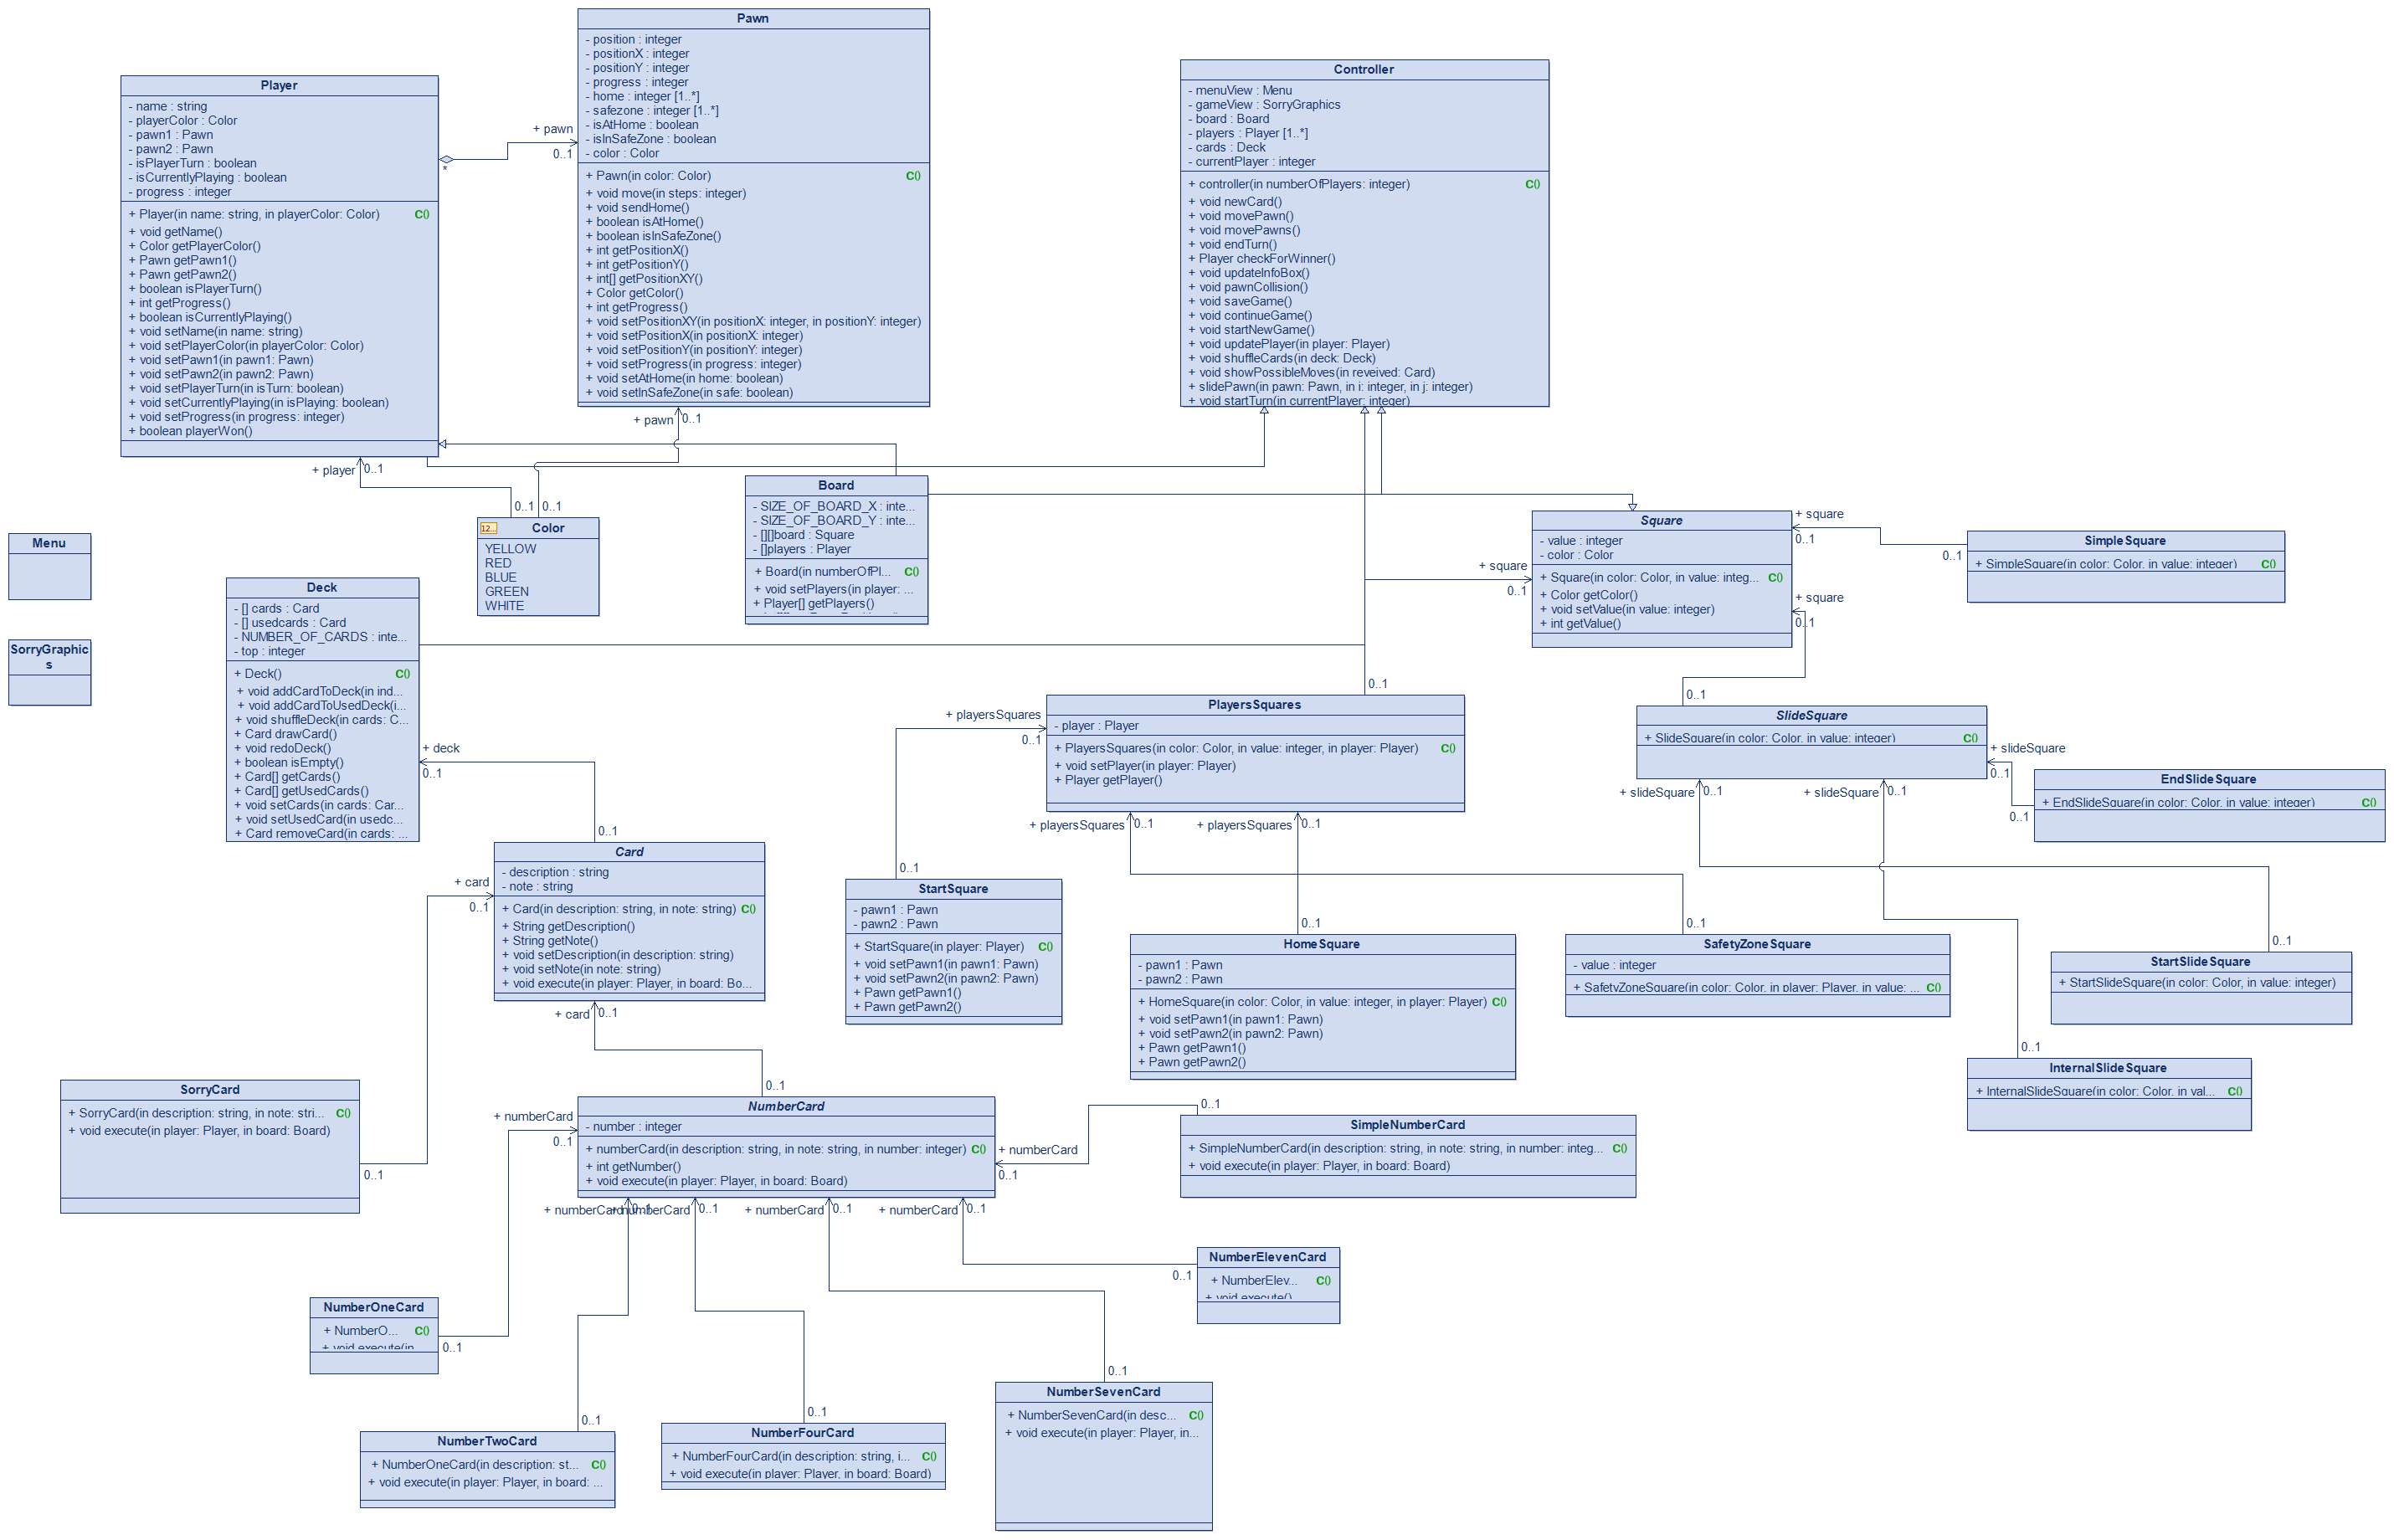 Pawn
- position : integer
- positionX : integer
- positionY : integer
- progress : integer
- home : integer [1..*]
- safezone : integer [1..*]
- isAtHome : boolean
- isInSafeZone : boolean
- color : Color
+ Pawn(in color: Color) C()
+ void move(in steps: integer)
+ void sendHome()
+ boolean isAtHome()
+ boolean isInSafeZone()
+ int getPositionX()
+ int getPositionY()
+ int[] getPositionXY()
+ Color getColor()
+ int getProgress()
+ void setPositionXY(in positionX: integer, in positionY: integer)
+ void setPositionX(in positionX: integer)
+ void setPositionY(in positionY: integer)
+ void setProgress(in progress: integer)
+ void setAtHome(in home: boolean)
+ void setInSafeZone(in safe: boolean)
Controller
- menuView : Menu
- gameView : SorryGraphics
- board : Board
- players : Player [1..*]
- cards : Deck
- currentPlayer : integer
+ controller(in numberOfPlayers: integer) C()
+ void newCard()
+ void movePawn()
+ void movePawns()
+ void endTurn()
+ Player checkForWinner()
+ void updateInfoBox()
+ void pawnCollision()
+ void saveGame()
+ void continueGame()
+ void startNewGame()
+ void updatePlayer(in player: Player)
+ void shuffleCards(in deck: Deck)
+ void showPossibleMoves(in reveived: Card)
+ slidePawn(in pawn: Pawn, in i: integer, in j: integer)
+ void startTurn(in currentPlayer: integer)
Player
- name : string
- playerColor : Color
- pawn1 : Pawn
- pawn2 : Pawn
- isPlayerTurn : boolean
- isCurrentlyPlaying : boolean
- progress : integer
+ Player(in name: string, in playerColor: Color) C()
+ void getName()
+ Color getPlayerColor()
+ Pawn getPawn1()
+ Pawn getPawn2()
+ boolean isPlayerTurn()
+ int getProgress()
+ boolean isCurrentlyPlaying()
+ void setName(in name: string)
+ void setPlayerColor(in playerColor: Color)
+ void setPawn1(in pawn1: Pawn)
+ void setPawn2(in pawn2: Pawn)
+ void setPlayerTurn(in isTurn: boolean)
+ void setCurrentlyPlaying(in isPlaying: boolean)
+ void setProgress(in progress: integer)
+ boolean playerWon()
+ pawn
0..1
*
+ pawn 0..1
+ player 0..1
0..1 0..1
12... Color
YELLOW
RED
BLUE
GREEN
WHITE
Board
- SIZE_OF_BOARD_X : inte...
- SIZE_OF_BOARD_Y : inte...
- [][]board : Square
- []players : Player
+ Board(in numberOfPl... C()
+ void setPlayers(in player: ...
+ Player[] getPlayers()
Square
- value : integer
- color : Color
+ Square(in color: Color, in value: integ... C()
+ Color getColor()
+ void setValue(in value: integer)
+ int getValue()
+ square
0..1
+ square
0..1
+ square
0..1
0..1
SimpleSquare
+ SimpleSquare(in color: Color, in value: integer) C()
Menu
SorryGraphic
s
Deck
- [] cards : Card
- [] usedcards : Card
- NUMBER_OF_CARDS : inte...
- top : integer
+ Deck() C()
+ void addCardToDeck(in ind...
+ void addCardToUsedDeck(i...
+ void shuffleDeck(in cards: C...
+ Card drawCard()
+ void redoDeck()
+ boolean isEmpty()
+ Card[] getCards()
+ Card[] getUsedCards()
+ void setCards(in cards: Car...
+ void setUsedCard(in usedc...
+ Card removeCard(in cards: ...
+ deck
0..1
0..1
0..1
PlayersSquares
- player : Player
+ PlayersSquares(in color: Color, in value: integer, in player: Player) C()
+ void setPlayer(in player: Player)
+ Player getPlayer()
+ playersSquares
0..1
+ playersSquares 0..1
+ playersSquares 0..1
0..1
SlideSquare
+ SlideSquare(in color: Color, in value: integer) C()
+ slideSquare
0..1
+ slideSquare 0..1
+ slideSquare 0..1
EndSlideSquare
+ EndSlideSquare(in color: Color, in value: integer) C()
0..1
Card
- description : string
- note : string
+ Card(in description: string, in note: string) C()
+ String getDescription()
+ String getNote()
+ void setDescription(in description: string)
+ void setNote(in note: string)
+ void execute(in player: Player, in board: Bo...
+ card
0..1
+ card 0..1
0..1
StartSquare
- pawn1 : Pawn
- pawn2 : Pawn
+ StartSquare(in player: Player) C()
+ void setPawn1(in pawn1: Pawn)
+ void setPawn2(in pawn2: Pawn)
+ Pawn getPawn1()
+ Pawn getPawn2()
0..1
HomeSquare
- pawn1 : Pawn
- pawn2 : Pawn
+ HomeSquare(in color: Color, in value: integer, in player: Player) C()
+ void setPawn1(in pawn1: Pawn)
+ void setPawn2(in pawn2: Pawn)
+ Pawn getPawn1()
+ Pawn getPawn2()
0..1
SafetyZoneSquare
- value : integer
+ SafetyZoneSquare(in color: Color, in player: Player, in value: ... C()
0..1
StartSlideSquare
+ StartSlideSquare(in color: Color, in value: integer)
0..1
InternalSlideSquare
+ InternalSlideSquare(in color: Color, in val... C()
SorryCard
+ SorryCard(in description: string, in note: stri... C()
+ void execute(in player: Player, in board: Board)
0..1
0..1
NumberCard
- number : integer
+ numberCard(in description: string, in note: string, in number: integer) C()
+ int getNumber()
+ void execute(in player: Player, in board: Board)
+ numberCard
0..1
+ numberCard
0..1
+ numberCard 0..1
+ numberCard 0..1
+ numberCard 0..1
+ numberCard 0..1
0..1
SimpleNumberCard
+ SimpleNumberCard(in description: string, in note: string, in number: integ... C()
+ void execute(in player: Player, in board: Board)
NumberElevenCard
+ NumberElev... C()
+ void execute()
0..1
NumberOneCard
+ NumberO... C()
+ void execute(in
0..1
0..1
NumberTwoCard
+ NumberOneCard(in description: st... C()
+ void execute(in player: Player, in board: ...
0..1
NumberFourCard
+ NumberFourCard(in description: string, i... C()
+ void execute(in player: Player, in board: Board)
0..1
NumberSevenCard
+ NumberSevenCard(in desc... C()
+ void execute(in player: Player, in...